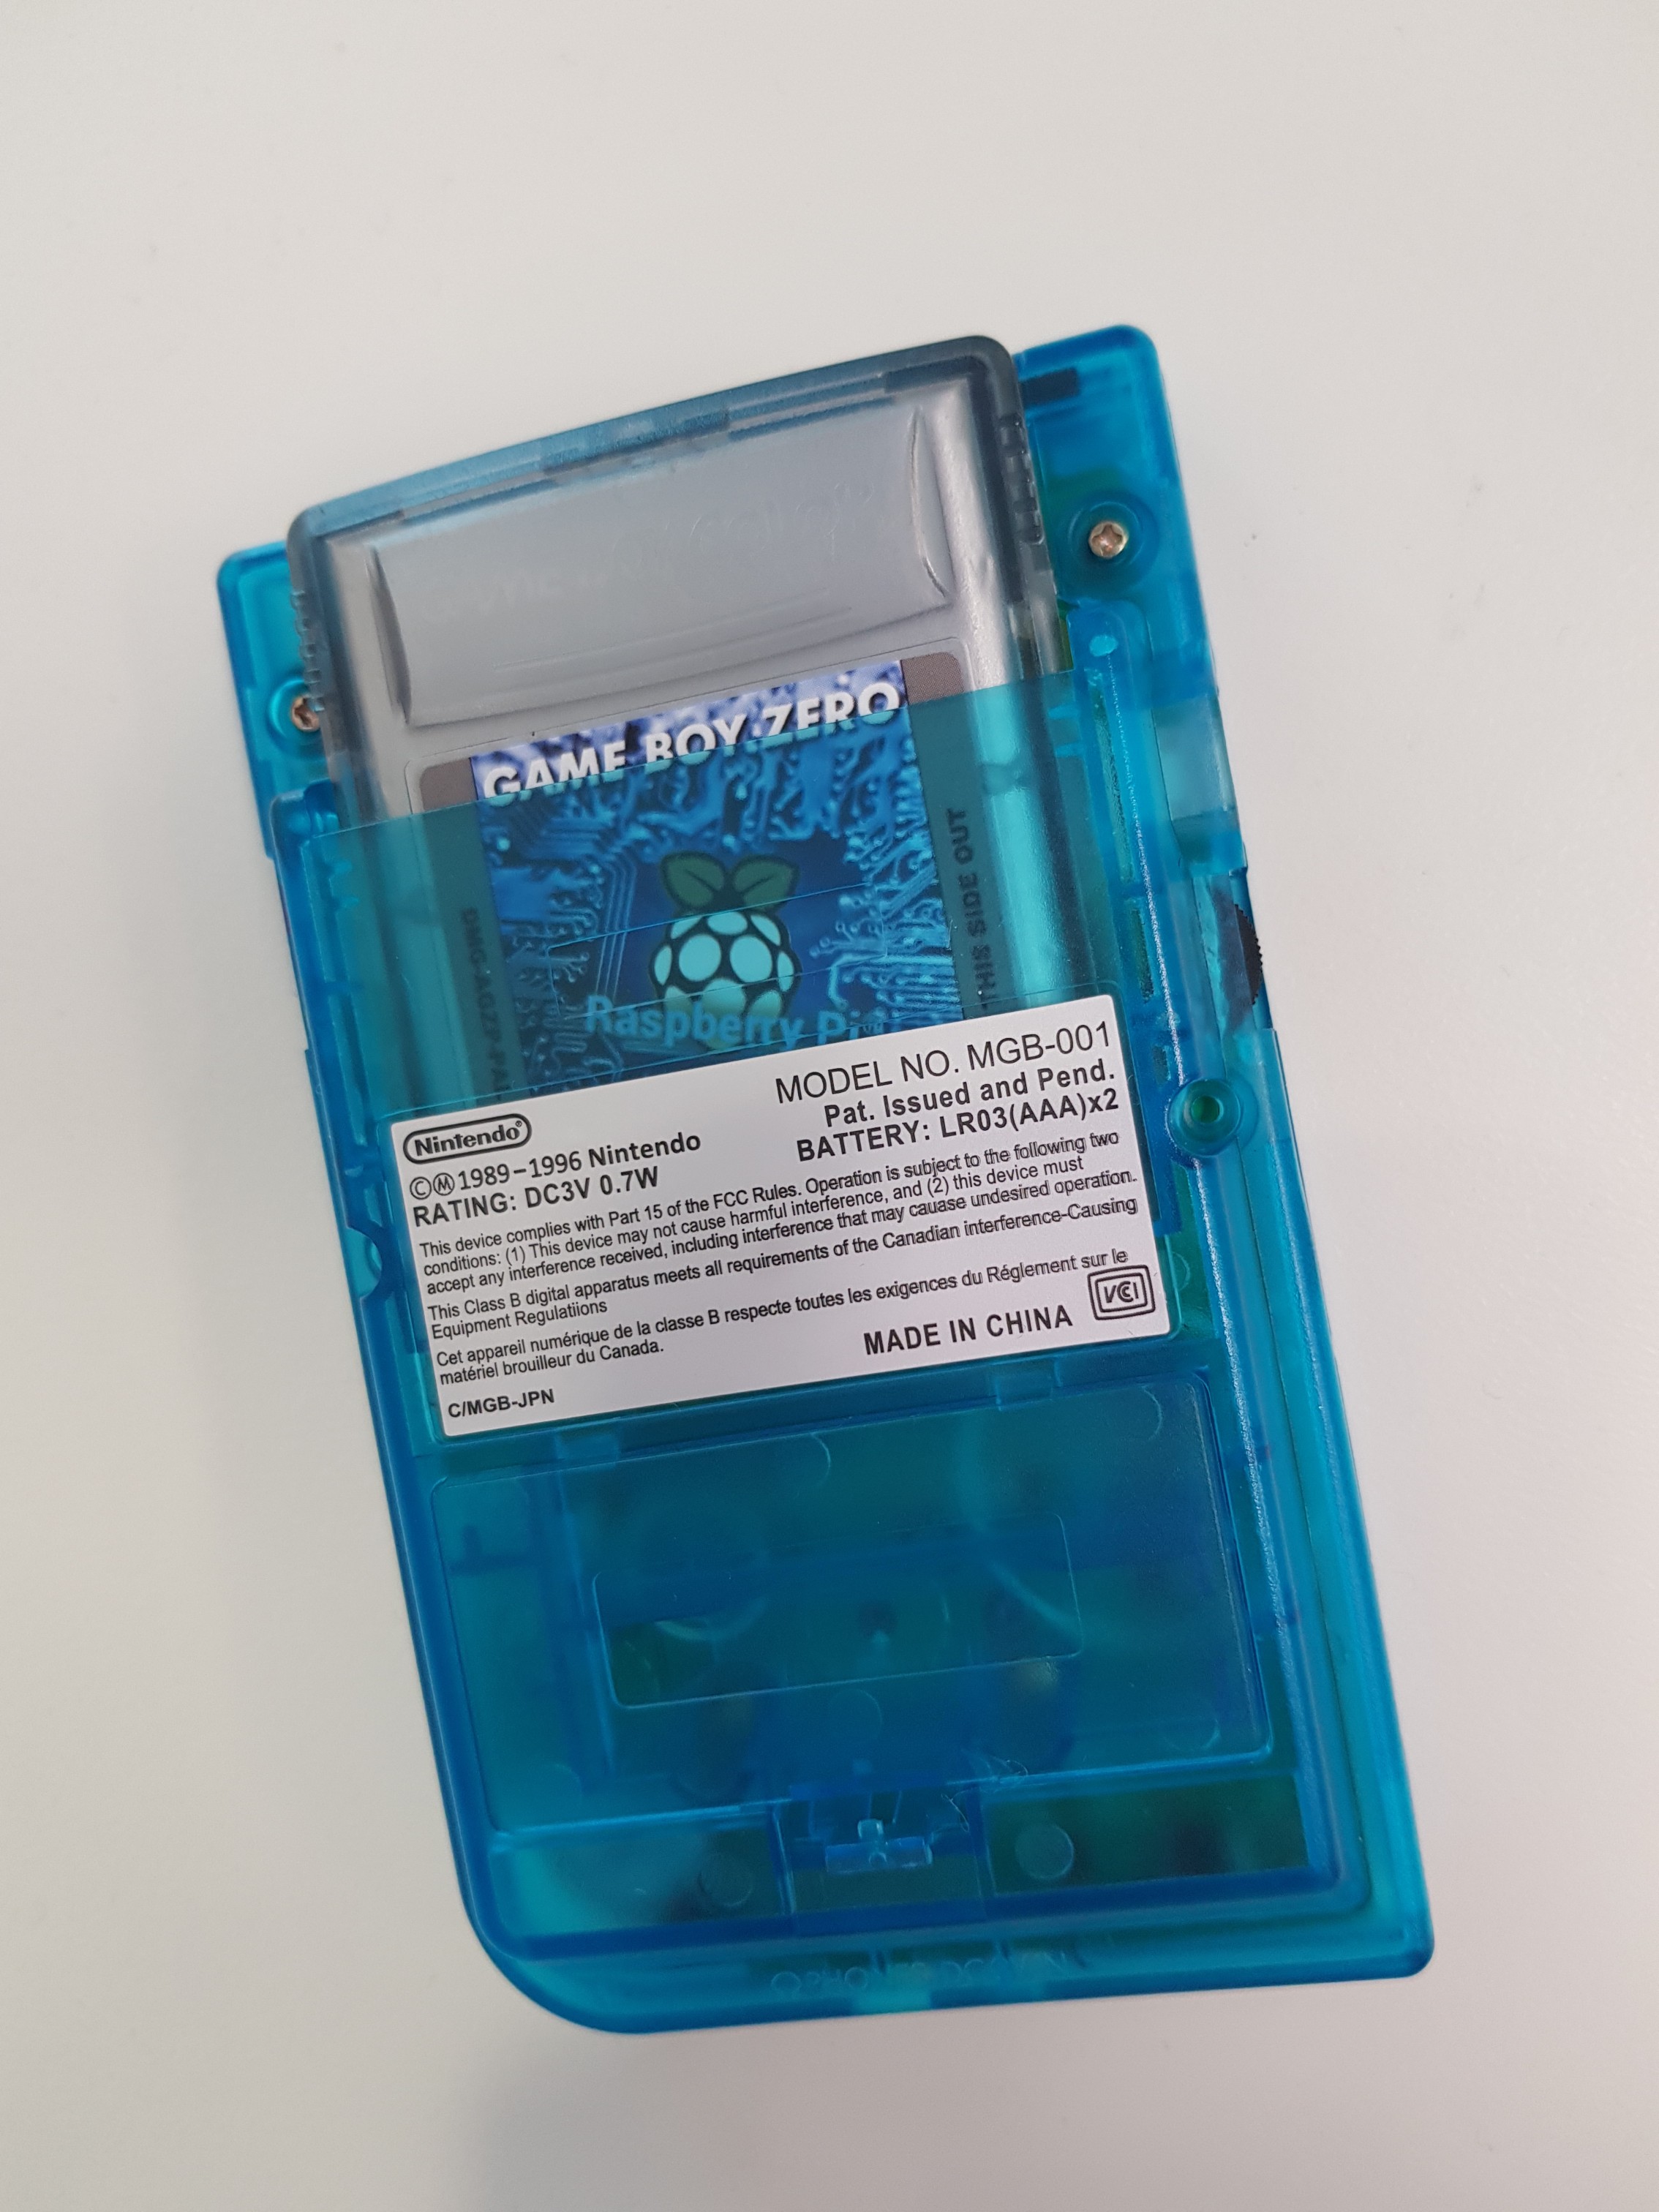 GAME BOY ZERO
THIS SIDE OUT
Raspberry Pi
Nintendo®
MODEL NO. MGB-001
Pat. Issued and Pend.
BATTERY: LR03(AAA)x2
©Ⓜ1989–1996 Nintendo
RATING: DC3V 0.7W
This device complies with Part 15 of the FCC Rules. Operation is subject to the following two
conditions: (1) This device may not cause harmful interference, and (2) this device must
accept any interference received, including interference that may cauase undesired operation.
This Class B digital apparatus meets all requirements of the Canadian interference-Causing
Equipment Regulatiions
Cet appareil numérique de la classe B respecte toutes les exigences du Réglement sur le
matériel brouilleur du Canada.
MADE IN CHINA
VCI
C/MGB-JPN